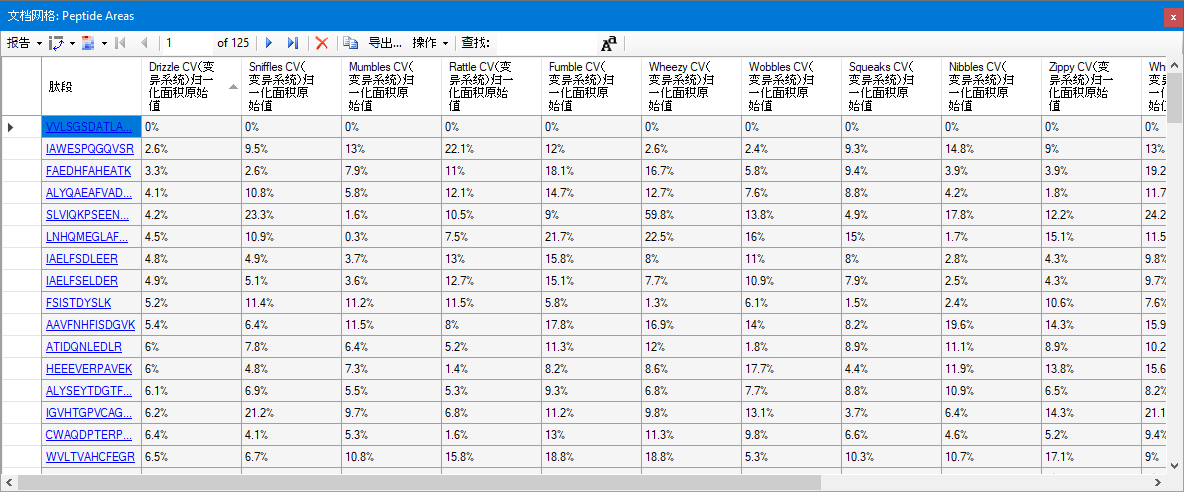 文档网格: Peptide Areas
报告 1 of 125 导出... 操作 查找:
肽段 Drizzle CV(变异系统)归一化面积原始值 Sniffles CV(变异系统)归一化面积原始值 Mumbles CV(变异系统)归一化面积原始值 Rattle CV(变异系统)归一化面积原始值 Fumble CV(变异系统)归一化面积原始值 Wheezy CV(变异系统)归一化面积原始值 Wobbles CV(变异系统)归一化面积原始值 Squeaks CV(变异系统)归一化面积原始值 Nibbles CV(变异系统)归一化面积原始值 Zippy CV(变异系统)归一化面积原始值
VVLSGSDATLA... 0% 0% 0% 0% 0% 0% 0% 0% 0% 0% 0%
IAWESPQGQVSR 2.6% 9.5% 13% 22.1% 12% 2.6% 2.4% 9.3% 14.8% 9% 13%
FAEDHFAHEATK 3.3% 2.6% 7.9% 11% 18.1% 16.7% 5.8% 9.4% 3.9% 3.9% 19.2
ALYQAEAFVAD... 4.1% 10.8% 5.8% 12.1% 14.7% 12.7% 7.6% 8.8% 4.2% 1.8% 11.7
SLVIQKPSEEN... 4.2% 23.3% 1.6% 10.5% 9% 59.8% 13.8% 4.9% 17.8% 12.2% 24.2
LNHQMEGLAF... 4.5% 10.9% 0.3% 7.5% 21.7% 22.5% 16% 15% 1.7% 15.1% 11.5
IAELFSDLEER 4.8% 4.9% 3.7% 13% 15.8% 8% 11% 8% 2.8% 4.3% 9.8%
IAELFSELDER 4.9% 5.1% 3.6% 12.7% 15.1% 7.7% 10.9% 7.9% 2.5% 4.3% 9.7%
FSISTDYSLK 5.2% 11.4% 11.2% 11.5% 5.8% 1.3% 6.1% 1.5% 2.4% 10.6% 7.6%
AAVFNHFISDGVK 5.4% 6.4% 11.5% 8% 17.8% 16.9% 14% 8.2% 19.6% 14.3% 15.9
ATIDQNLEDLR 6% 7.8% 6.4% 5.2% 11.3% 12% 1.8% 8.9% 11.1% 8.9% 10.2
HEEEVERPAVEK 6% 4.8% 7.3% 1.4% 8.2% 8.6% 17.7% 4.4% 11.9% 13.8% 15.6
ALYSEYTDGTF... 6.1% 6.9% 5.5% 5.3% 9.3% 6.8% 7.7% 8.8% 10.9% 6.5% 8.2%
IGVHTGPVCAG... 6.2% 21.2% 9.7% 6.8% 11.2% 9.8% 13.1% 3.7% 6.4% 14.3% 21.1
CWAQDPTERP... 6.4% 4.1% 5.3% 1.6% 13% 11.3% 9.8% 6.6% 4.6% 5.2% 9.4%
WVLTVAHCFEGR 6.5% 6.7% 10.8% 15.8% 18.8% 18.8% 5.3% 10.3% 10.7% 17.1% 9%